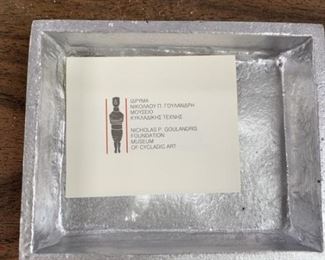 ΙΔΡΥΜΑ
ΝΙΚΟΛΑΟΥ Π. ΓΟΥΛΑΝΔΡΗ
ΜΟΥΣΕΙΟ
ΚΥΚΛΑΔΙΚΗΣ ΤΕΧΝΗΣ
NICHOLAS P. GOULANDRIS
FOUNDATION
MUSEUM
OF CYCLADIC ART